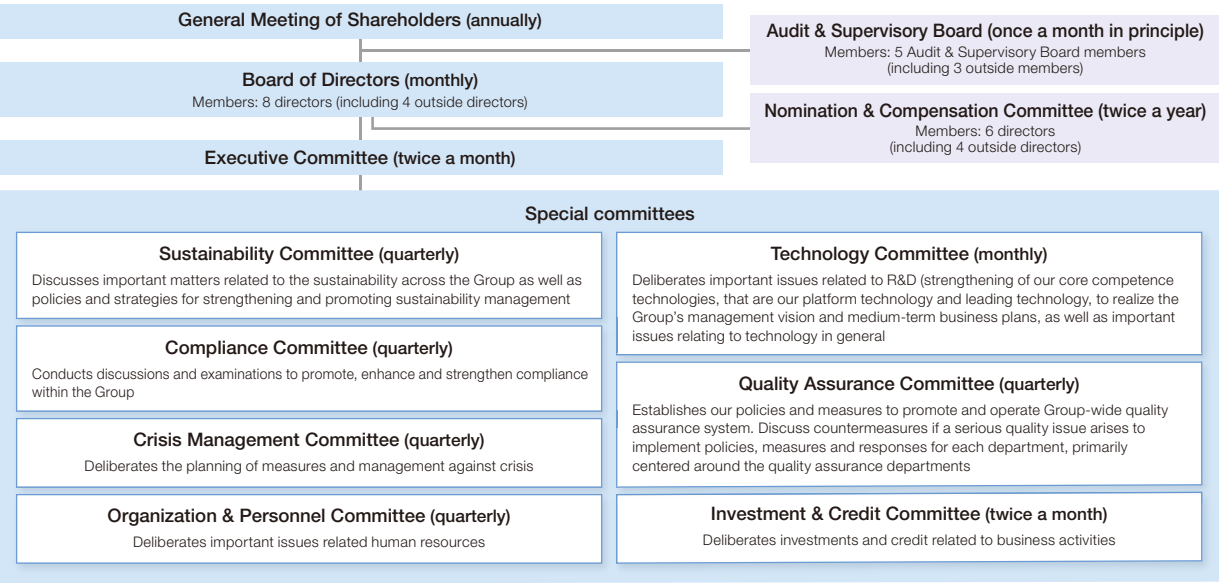 General Meeting of Shareholders (annually)
Audit & Supervisory Board (once a month in principle)
Members: 5 Audit & Supervisory Board members
(including 3 outside members)
Board of Directors (monthly)
Members: 8 directors (including 4 outside directors)
Nomination & Compensation Committee (twice a year)
Members: 6 directors
(including 4 outside directors)
Executive Committee (twice a month)
Special committees
Sustainability Committee (quarterly)
Discusses important matters related to the sustainability across the Group as well as
policies and strategies for strengthening and promoting sustainability management
Compliance Committee (quarterly)
Conducts discussions and examinations to promote, enhance and strengthen compliance
within the Group
Crisis Management Committee (quarterly)
Deliberates the planning of measures and management against crisis
Organization & Personnel Committee (quarterly)
Deliberates important issues related human resources
Technology Committee (monthly)
Deliberates important issues related to R&D (strengthening of our core competence
technologies, that are our platform technology and leading technology, to realize the
Group's management vision and medium-term business plans, as well as important
issues relating to technology in general
Quality Assurance Committee (quarterly)
Establishes our policies and measures to promote and operate Group-wide quality
assurance system. Discuss countermeasures if a serious quality issue arises to
implement policies, measures and responses for each department, primarily
centered around the quality assurance departments
Investment & Credit Committee (twice a month)
Deliberates investments and credit related to business activities